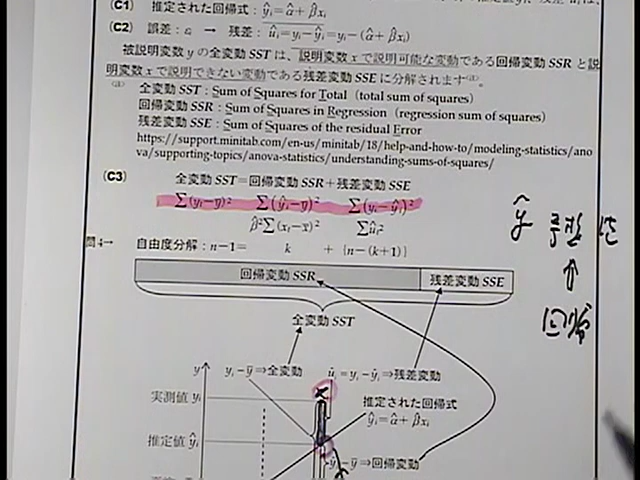 (C1) 推定された回帰式：ŷᵢ=α̂+β̂xᵢ
(C2) 誤差：εᵢ → 残差：ûᵢ=yᵢ−ŷᵢ=yᵢ−(α̂+β̂xᵢ)
被説明変数 y の全変動 SST は、説明変数 x で説明可能な変動である回帰変動 SSR と説
明変数 x で説明できない変動である残差変動 SSE に分解されます
全変動 SST：Sum of Squares for Total (total sum of squares)
回帰変動 SSR：Sum of Squares in Regression (regression sum of squares)
残差変動 SSE：Sum of Squares of the residual Error
https://support.minitab.com/en-us/minitab/18/help-and-how-to/modeling-statistics/ano
va/supporting-topics/anova-statistics/understanding-sums-of-squares/
(C3) 全変動 SST＝回帰変動 SSR＋残差変動 SSE
Σ(yᵢ−ȳ)² Σ(ŷᵢ−ȳ)² Σ(yᵢ−ŷᵢ)²
β̂²Σ(xᵢ−x̄)² Σûᵢ²
問4→ 自由度分解：n−1= k + {n−(k+1)}
回帰変動 SSR 残差変動 SSE
全変動 SST
y yᵢ−ȳ⇒全変動 ûᵢ=yᵢ−ŷᵢ⇒残差変動
実測値 yᵢ
推定された回帰式
ŷᵢ=α̂+β̂xᵢ
推定値 ŷᵢ
ŷᵢ−ȳ⇒回帰変動
ŷ
回帰